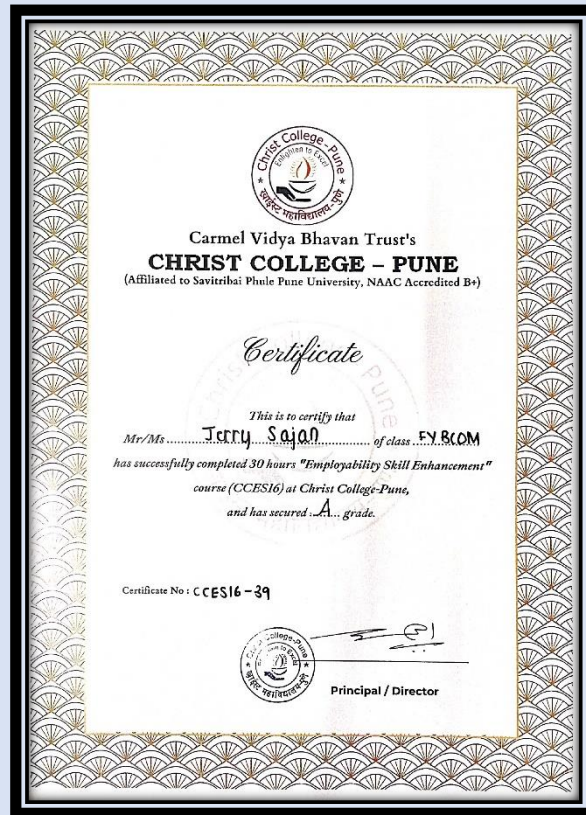 Christ College-Pune
Enlighten to Excel
ख्राईस्ट महाविद्यालय-पुणे
Carmel Vidya Bhavan Trust's
CHRIST COLLEGE – PUNE
(Affiliated to Savitribai Phule Pune University, NAAC Accredited B+)
Certificate
This is to certify that
Mr/Ms ............ Jerry Sajan ............ of class .. FYBCOM
has successfully completed 30 hours "Employability Skill Enhancement"
course (CCES16) at Christ College-Pune,
and has secured ..A... grade.
Certificate No : CCES16-39
Principal / Director